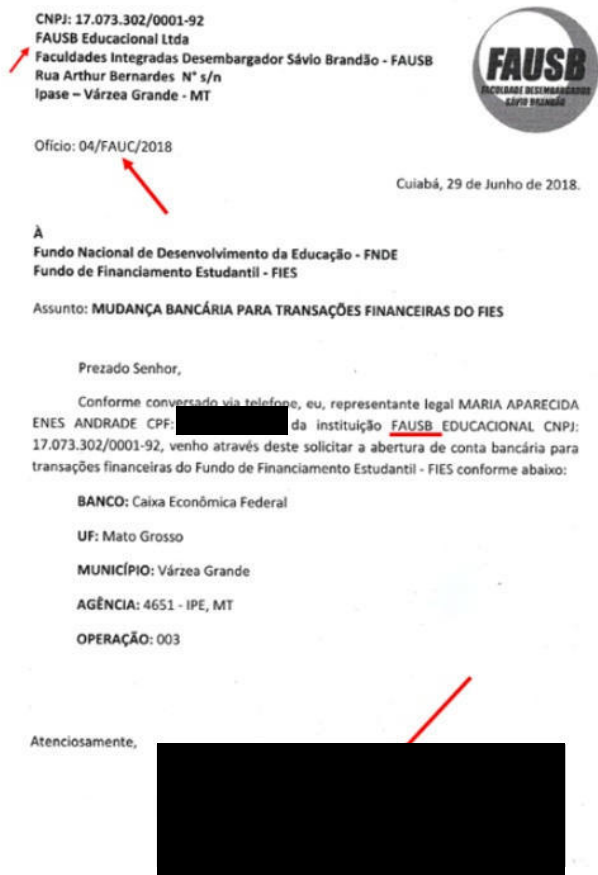 CNPJ: 17.073.302/0001-92
FAUSB Educacional Ltda
Faculdades Integradas Desembargador Sávio Brandão - FAUSB
Rua Arthur Bernardes N° s/n
Ipase – Várzea Grande - MT
FAUSB
FACULDADE DESEMBARGADOR
SÁVIO BRANDÃO
Ofício: 04/FAUC/2018
Cuiabá, 29 de Junho de 2018.
À
Fundo Nacional de Desenvolvimento da Educação - FNDE
Fundo de Financiamento Estudantil - FIES
Assunto: MUDANÇA BANCÁRIA PARA TRANSAÇÕES FINANCEIRAS DO FIES
Prezado Senhor,
Conforme conversado via telefone, eu, representante legal MARIA APARECIDA
ENES ANDRADE CPF: da instituição FAUSB EDUCACIONAL CNPJ:
17.073.302/0001-92, venho através deste solicitar a abertura de conta bancária para
transações financeiras do Fundo de Financiamento Estudantil - FIES conforme abaixo:
BANCO: Caixa Econômica Federal
UF: Mato Grosso
MUNICÍPIO: Várzea Grande
AGÊNCIA: 4651 - IPE, MT
OPERAÇÃO: 003
Atenciosamente,